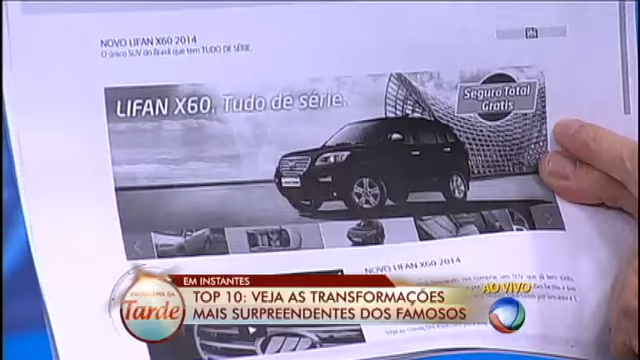 NOVO LIFAN X60 2014
O único SUV do Brasil que tem TUDO DE SÉRIE.
LIFAN X60. Tudo de série.
Seguro Total
Grátis
NOVO LIFAN X60 2014
EM INSTANTES
PROGRAMA DA
Tarde
TOP 10: VEJA AS TRANSFORMAÇÕES
MAIS SURPREENDENTES DOS FAMOSOS
AO VIVO